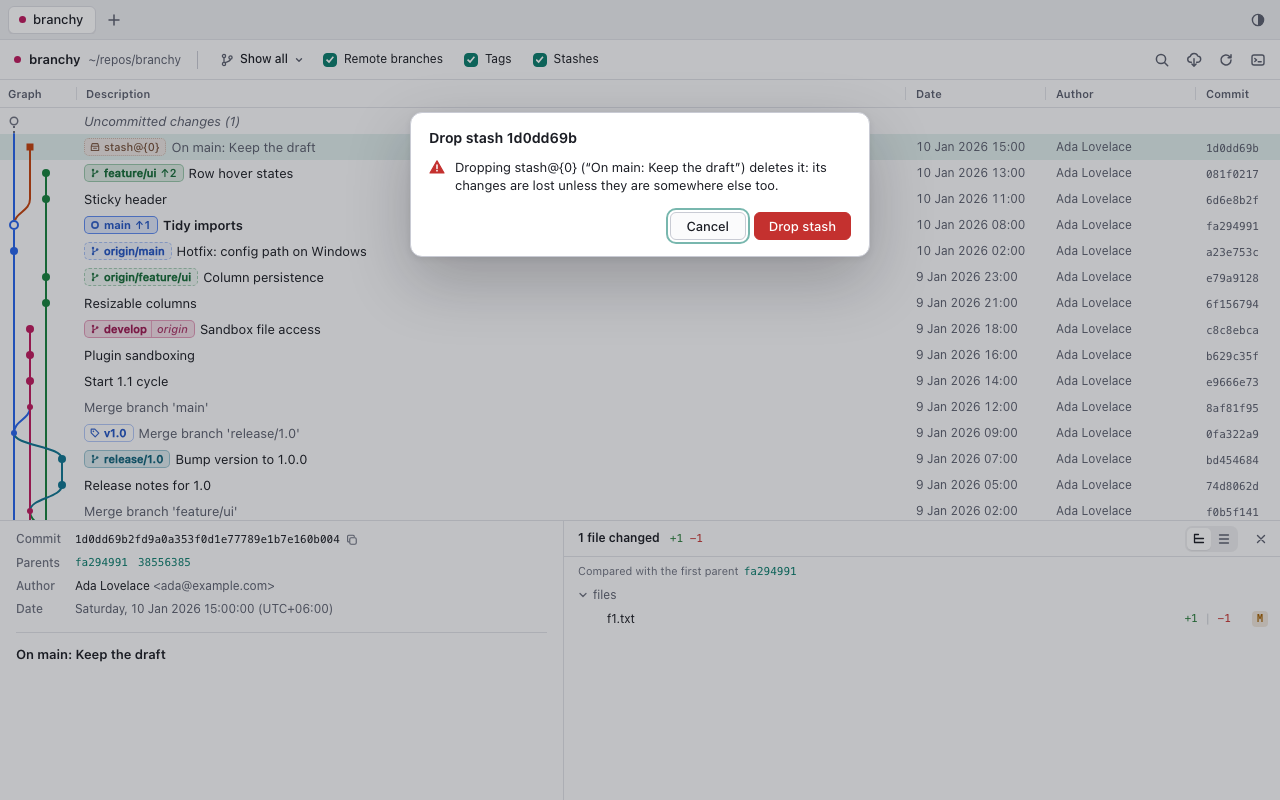 branchy
branchy ~/repos/branchy Show all Remote branches Tags Stashes
Graph Description Date Author Commit
Uncommitted changes (1)
stash@{0} On main: Keep the draft 10 Jan 2026 15:00 Ada Lovelace 1d0dd69b
feature/ui ↑2 Row hover states 10 Jan 2026 13:00 Ada Lovelace 081f0217
Sticky header 10 Jan 2026 11:00 Ada Lovelace 6d6e8b2f
main ↑1 Tidy imports 10 Jan 2026 08:00 Ada Lovelace fa294991
origin/main Hotfix: config path on Windows 10 Jan 2026 02:00 Ada Lovelace a23e753c
origin/feature/ui Column persistence 9 Jan 2026 23:00 Ada Lovelace e79a9128
Resizable columns 9 Jan 2026 21:00 Ada Lovelace 6f156794
develop origin Sandbox file access 9 Jan 2026 18:00 Ada Lovelace c8c8ebca
Plugin sandboxing 9 Jan 2026 16:00 Ada Lovelace b629c35f
Start 1.1 cycle 9 Jan 2026 14:00 Ada Lovelace e9666e73
Merge branch 'main' 9 Jan 2026 12:00 Ada Lovelace 8af81f95
v1.0 Merge branch 'release/1.0' 9 Jan 2026 09:00 Ada Lovelace 0fa322a9
release/1.0 Bump version to 1.0.0 9 Jan 2026 07:00 Ada Lovelace bd454684
Release notes for 1.0 9 Jan 2026 05:00 Ada Lovelace 74d8062d
Merge branch 'feature/ui' 9 Jan 2026 02:00 Ada Lovelace f0b5f141
Drop stash 1d0dd69b
Dropping stash@{0} (“On main: Keep the draft”) deletes it: its
changes are lost unless they are somewhere else too.
Cancel Drop stash
Commit 1d0dd69b2fd9a0a353f0d1e77789e1b7e160b004
Parents fa294991 38556385
Author Ada Lovelace <ada@example.com>
Date Saturday, 10 Jan 2026 15:00:00 (UTC+06:00)
On main: Keep the draft
1 file changed +1 −1
Compared with the first parent fa294991
files
f1.txt +1 −1 M